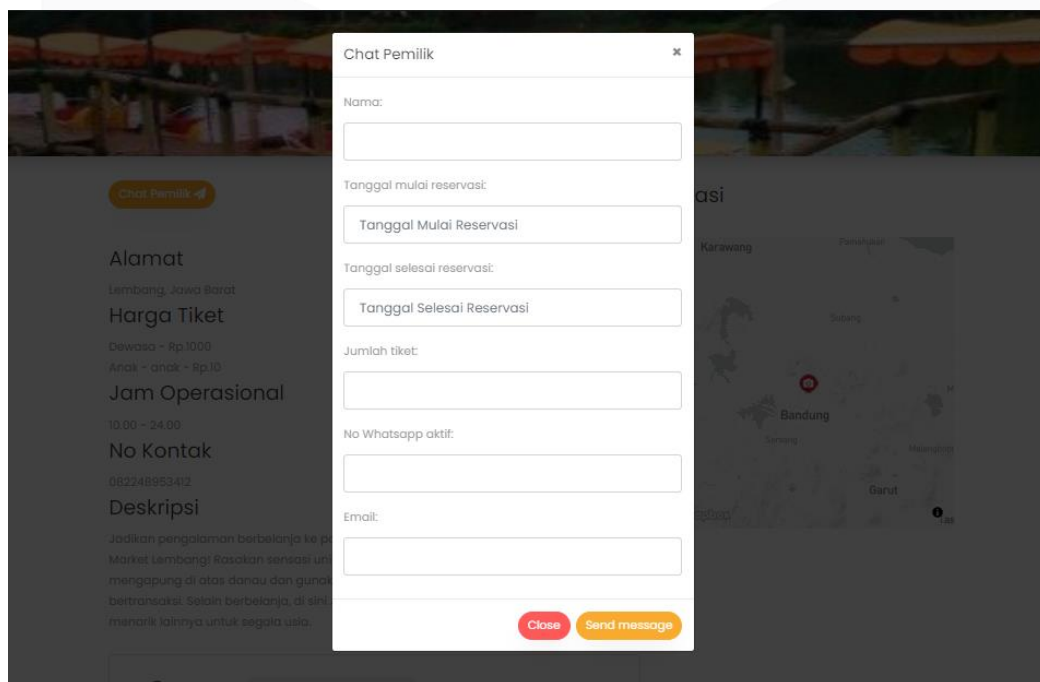 Chat Pemilik
×
Nama:
Tanggal mulai reservasi:
Tanggal Mulai Reservasi
Tanggal selesai reservasi:
Tanggal Selesai Reservasi
Jumlah tiket:
No Whatsapp aktif:
Email:
Close
Send message
Chat Pemilik
Alamat
Lembang, Jawa Barat
Harga Tiket
Dewasa - Rp.1000
Anak - anak - Rp.10
Jam Operasional
10.00 - 24.00
No Kontak
082248953412
Deskripsi
Jadikan pengalaman berbelanja ke
Market Lembang! Rasakan sensasi
mengapung di atas danau dan
bertransaksi. Selain berbelanja, di sini
menarik lainnya untuk segala usia.
asi
Karawang
Pamanukan
Subang
Bandung
Soreang
Garut